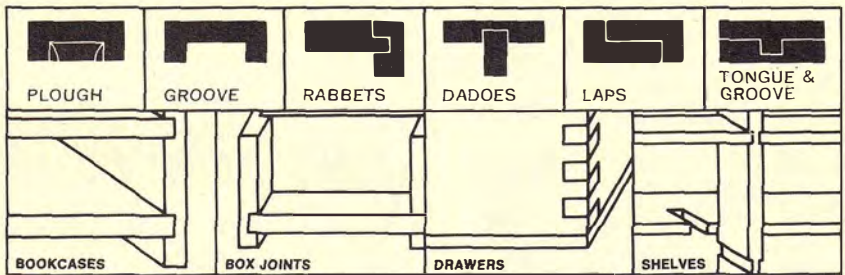 PLOUGH
GROOVE
RABBETS
DADOES
LAPS
TONGUE &
GROOVE
BOOKCASES
BOX JOINTS
DRAWERS
SHELVES